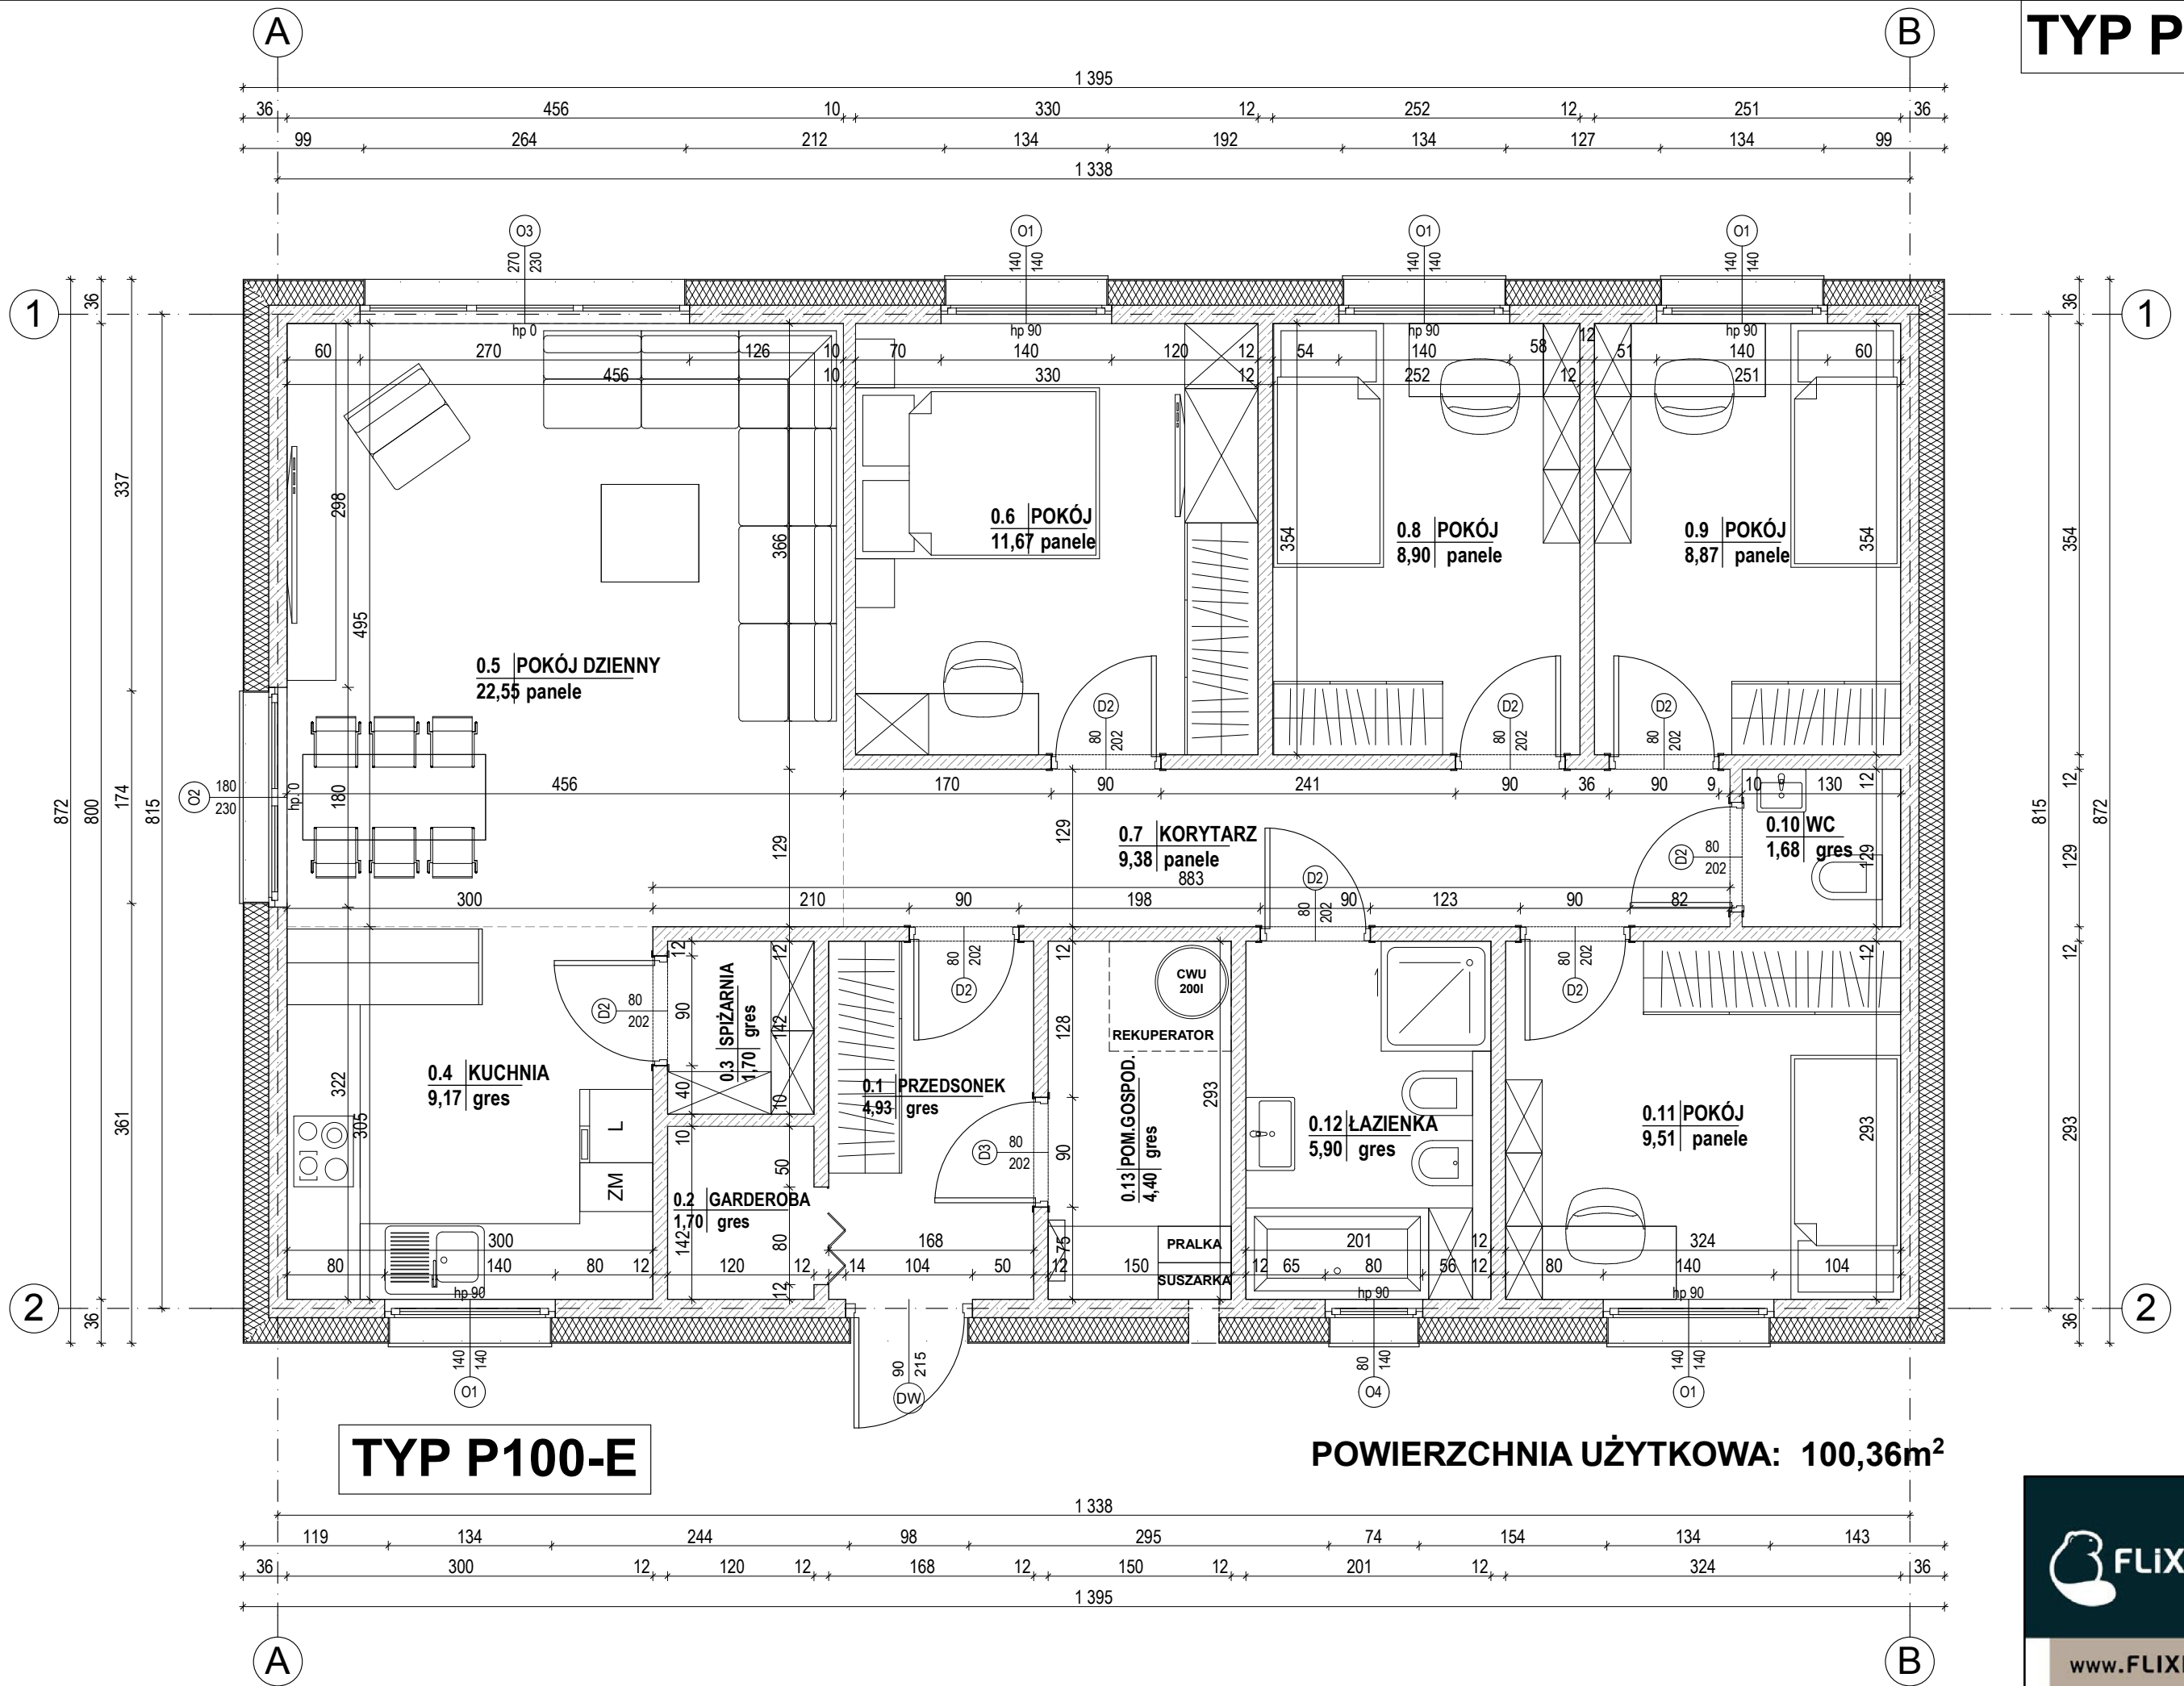 A
B
TYP P
1 395
36 456 10 330 12 252 12 251 36
99 264 212 134 192 134 127 134 99
1 338
O3
O1
O1
O1
270 230
140 140
140 140
140 140
1
1
hp 0
hp 90
hp 90
hp 90
60 270 126 10 70 140 120 12 54 140 58 12 51 140 60
456 10 330 12 252 12 251
36
337
174
361
36
872
800
815
298
495
366
354
354
0.6 POKÓJ
11,67 panele
0.8 POKÓJ
8,90 panele
0.9 POKÓJ
8,87 panele
0.5 POKÓJ DZIENNY
22,55 panele
D2
80 202
D2
80 202
D2
80 202
O2
180
230
hp. 0
180
456 170 90 241 90 36 90 9 10 130
12
129
129
0.7 KORYTARZ
9,38 panele
883
0.10 WC
1,68 gres
129
D2
80
202
D2
80 202
300 210 90 198 90 123 90 82
36
354
12
129
12
293
36
815
872
12
12
12
12
80 202
D2
80 202
D2
D2
80
202
90
142
40
10
10
0.3 SPIŻARNIA
1,70 gres
CWU
200l
REKUPERATOR
128
90
293
75
0.4 KUCHNIA
9,17 gres
322
305
L
ZM
0.1 PRZEDSONEK
4,93 gres
D3
80
202
0.13 POM.GOSPOD.
4,40 gres
0.12 ŁAZIENKA
5,90 gres
0.11 POKÓJ
9,51 panele
293
0.2 GARDEROBA
1,70 gres
142
50
80
12
PRALKA
SUSZARKA
300 168 201 12 324
80 140 80 12 120 12 14 104 50 12 150 12 65 80 56 12 80 140 104
hp 90
hp 90
hp 90
2
2
140 140
O1
90 215
DW
80 140
O4
140 140
O1
TYP P100-E
POWIERZCHNIA UŻYTKOWA: 100,36m²
1 338
119 134 244 98 295 74 154 134 143
36 300 12 120 12 168 12 150 12 201 12 324 36
1 395
A
B
FLiX
www.FLIX